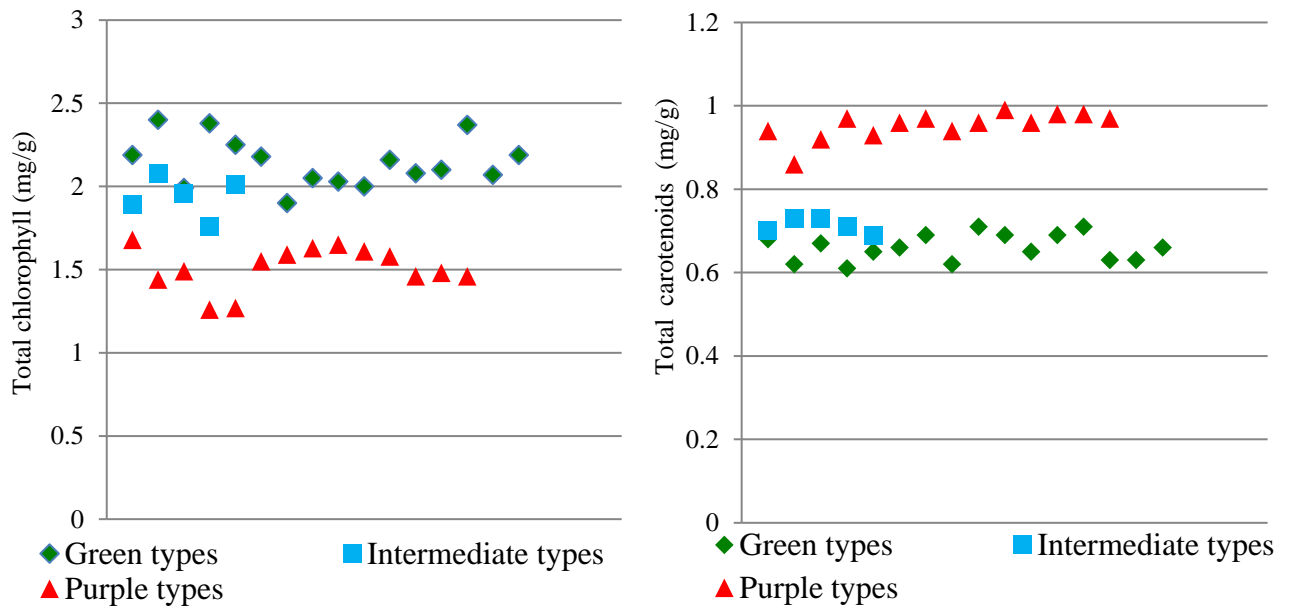 Total chlorophyll (mg/g)
3
2.5
2
1.5
1
0.5
0
Green types
Intermediate types
Purple types
Total carotenoids (mg/g)
1.2
1
0.8
0.6
0.4
0.2
0
Green types
Intermediate types
Purple types